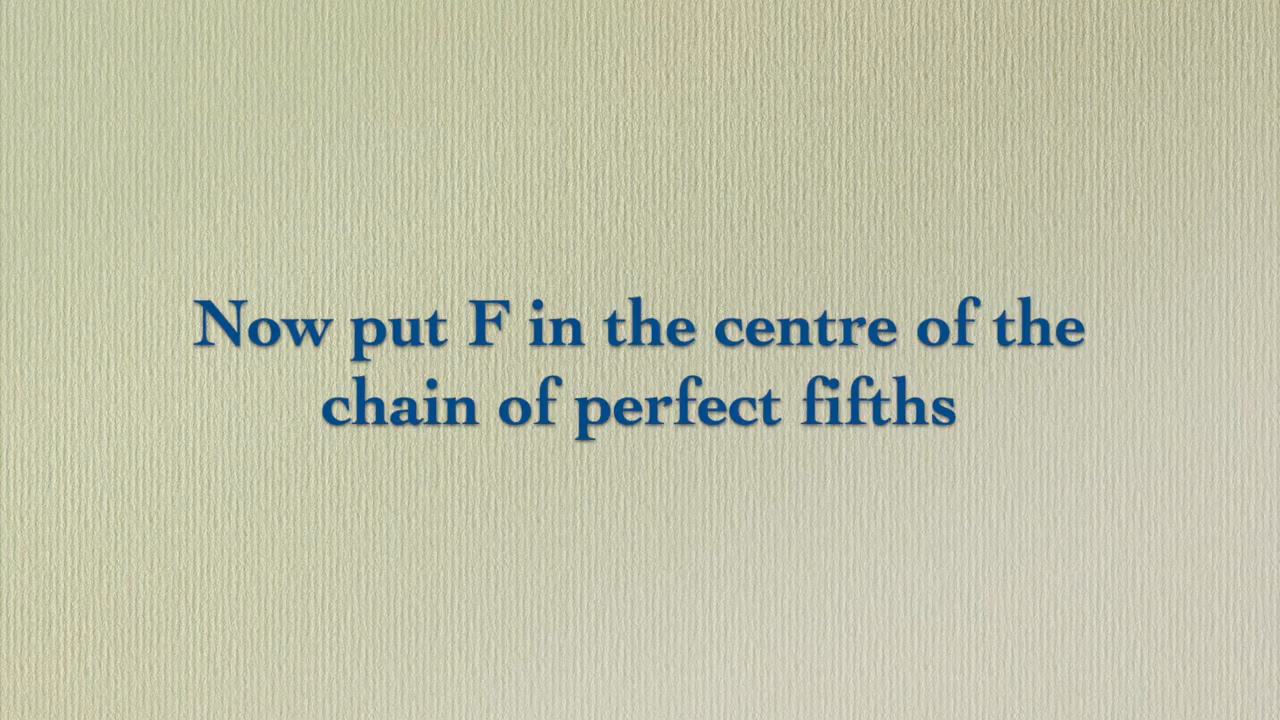 Now put F in the centre of the
chain of perfect fifths